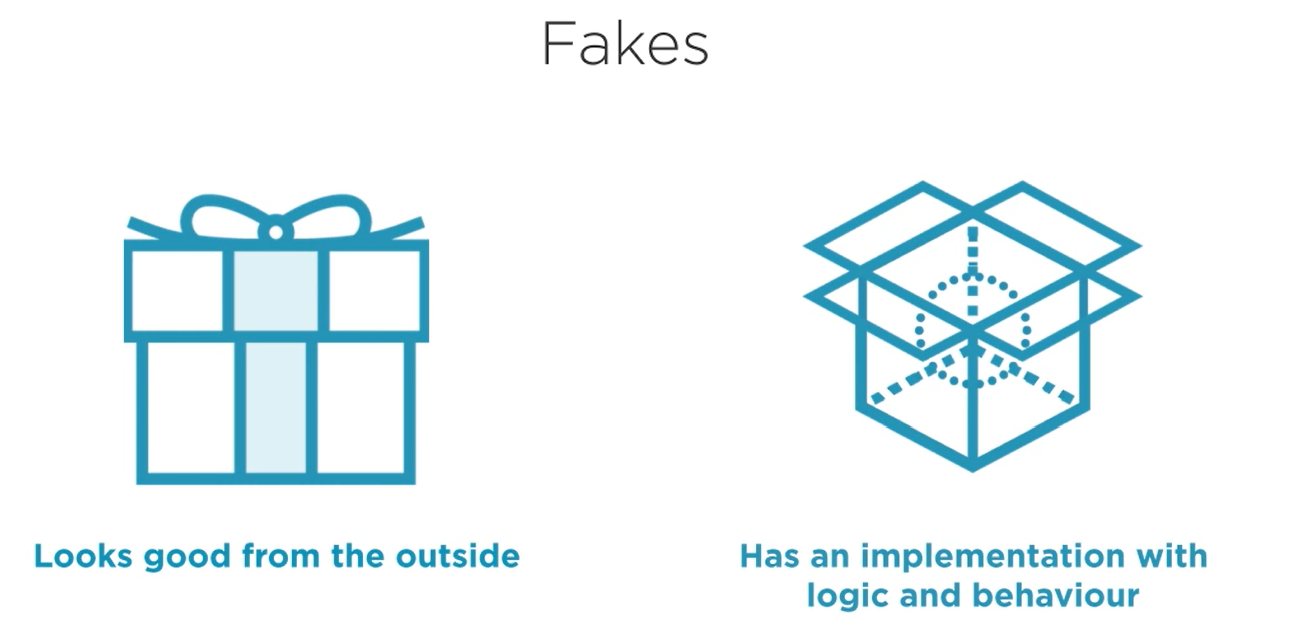 Fakes
Looks good from the outside
Has an implementation with
logic and behaviour